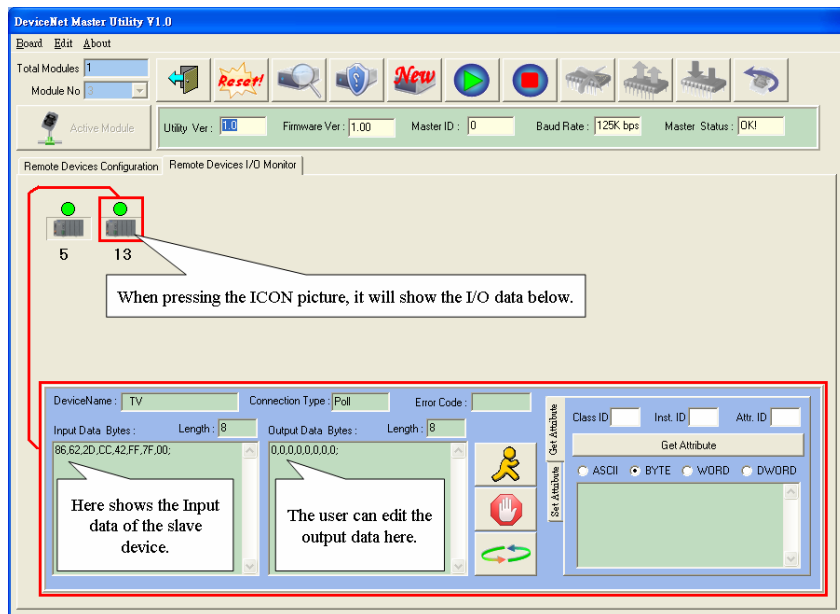 DeviceNet Master Utility V1.0
Board Edit About
Total Modules 1
Module No 3
Reset!
New
Active Module
Utility Ver : 1.0 Firmware Ver : 1.00 Master ID : 0 Baud Rate : 125K bps Master Status : OK!
Remote Devices Configuration Remote Devices I/O Monitor
5 13
When pressing the ICON picture, it will show the I/O data below.
DeviceName : TV Connection Type : Poll Error Code :
Input Data Bytes : Length : 8 Output Data Bytes : Length : 8
86,62,2D,CC,42,FF,7F,00;
0,0,0,0,0,0,0,0;
Here shows the Input
data of the slave
device.
The user can edit the
output data here.
Get Attribute
Set Attribute
Class ID Inst. ID Attr. ID
Get Attribute
ASCII BYTE WORD DWORD